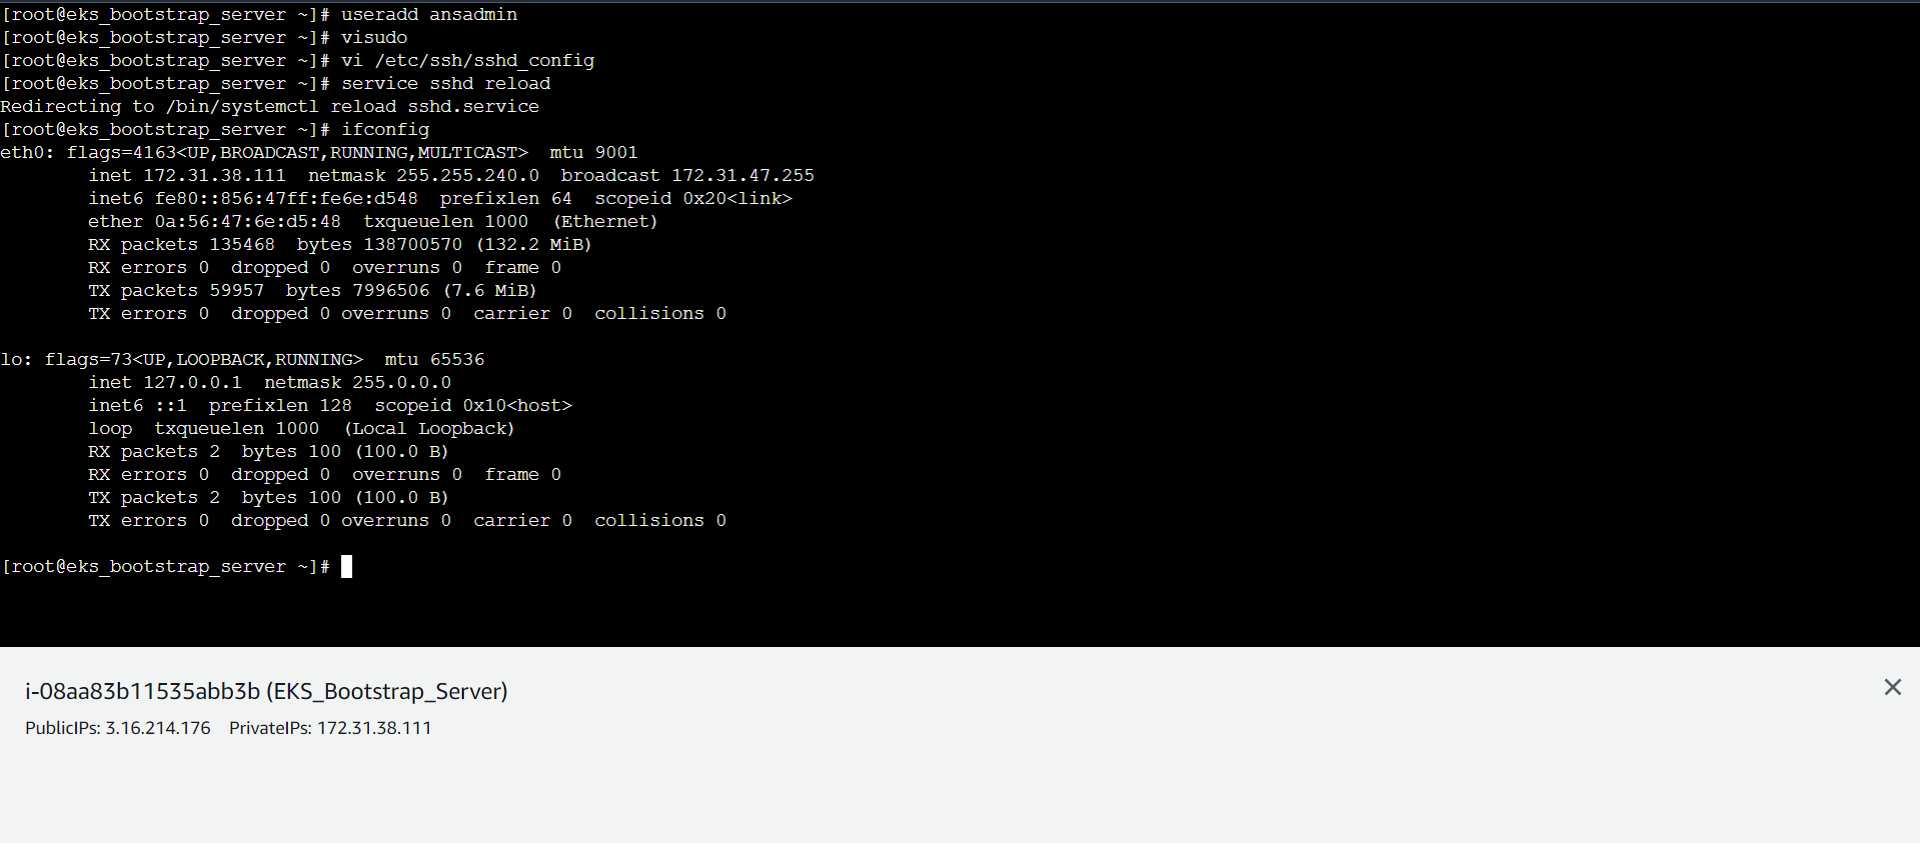 [root@eks_bootstrap_server ~]# useradd ansadmin
[root@eks_bootstrap_server ~]# visudo
[root@eks_bootstrap_server ~]# vi /etc/ssh/sshd_config
[root@eks_bootstrap_server ~]# service sshd reload
Redirecting to /bin/systemctl reload sshd.service
[root@eks_bootstrap_server ~]# ifconfig
eth0: flags=4163<UP,BROADCAST,RUNNING,MULTICAST>  mtu 9001
        inet 172.31.38.111  netmask 255.255.240.0  broadcast 172.31.47.255
        inet6 fe80::856:47ff:fe6e:d548  prefixlen 64  scopeid 0x20<link>
        ether 0a:56:47:6e:d5:48  txqueuelen 1000  (Ethernet)
        RX packets 135468  bytes 138700570 (132.2 MiB)
        RX errors 0  dropped 0  overruns 0  frame 0
        TX packets 59957  bytes 7996506 (7.6 MiB)
        TX errors 0  dropped 0 overruns 0  carrier 0  collisions 0

lo: flags=73<UP,LOOPBACK,RUNNING>  mtu 65536
        inet 127.0.0.1  netmask 255.0.0.0
        inet6 ::1  prefixlen 128  scopeid 0x10<host>
        loop  txqueuelen 1000  (Local Loopback)
        RX packets 2  bytes 100 (100.0 B)
        RX errors 0  dropped 0  overruns 0  frame 0
        TX packets 2  bytes 100 (100.0 B)
        TX errors 0  dropped 0 overruns 0  carrier 0  collisions 0

[root@eks_bootstrap_server ~]#
i-08aa83b11535abb3b (EKS_Bootstrap_Server)
PublicIPs: 3.16.214.176    PrivateIPs: 172.31.38.111